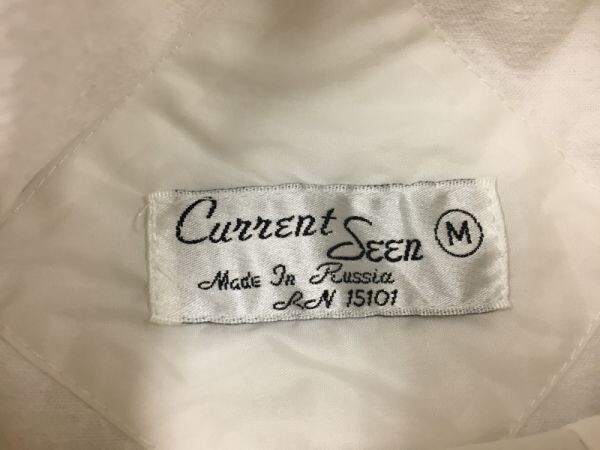 Current Seen M
Made In Russia
RN 15101